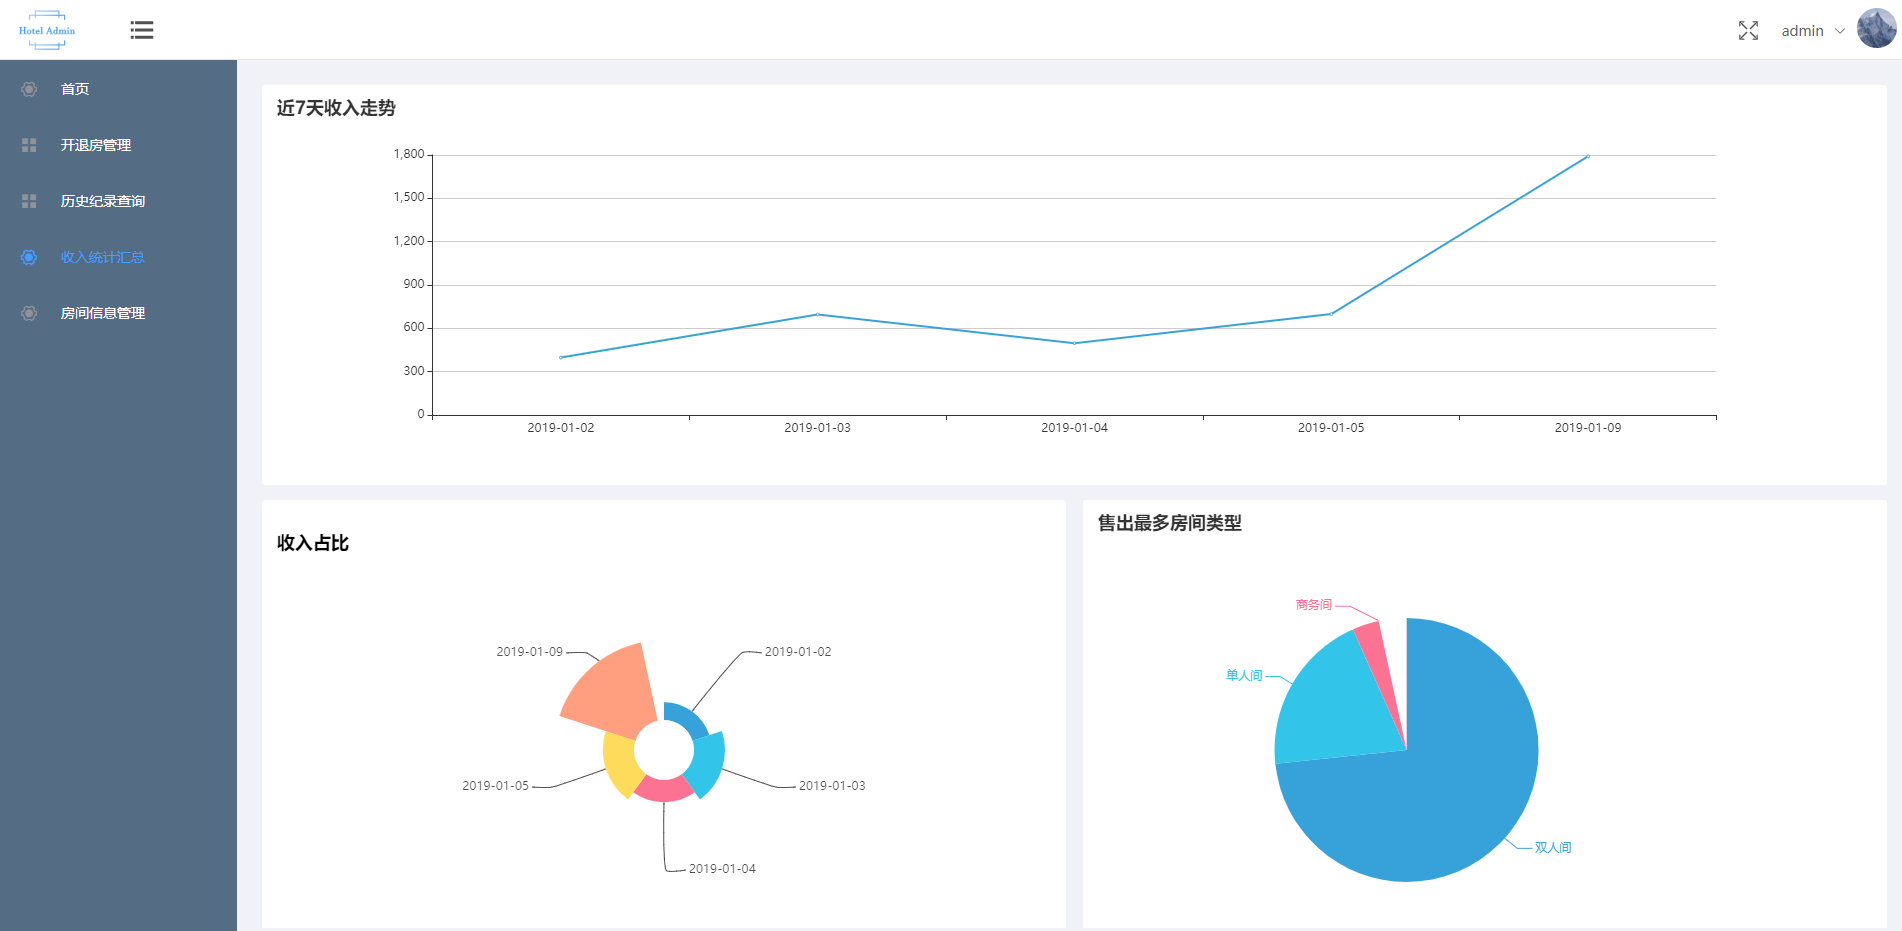 Hotel Admin
admin
首页
开退房管理
历史纪录查询
收入统计汇总
房间信息管理
近7天收入走势
1,800
1,500
1,200
900
600
300
0
2019-01-02
2019-01-03
2019-01-04
2019-01-05
2019-01-09
收入占比
2019-01-09
2019-01-02
2019-01-05
2019-01-03
2019-01-04
售出最多房间类型
商务间
单人间
双人间